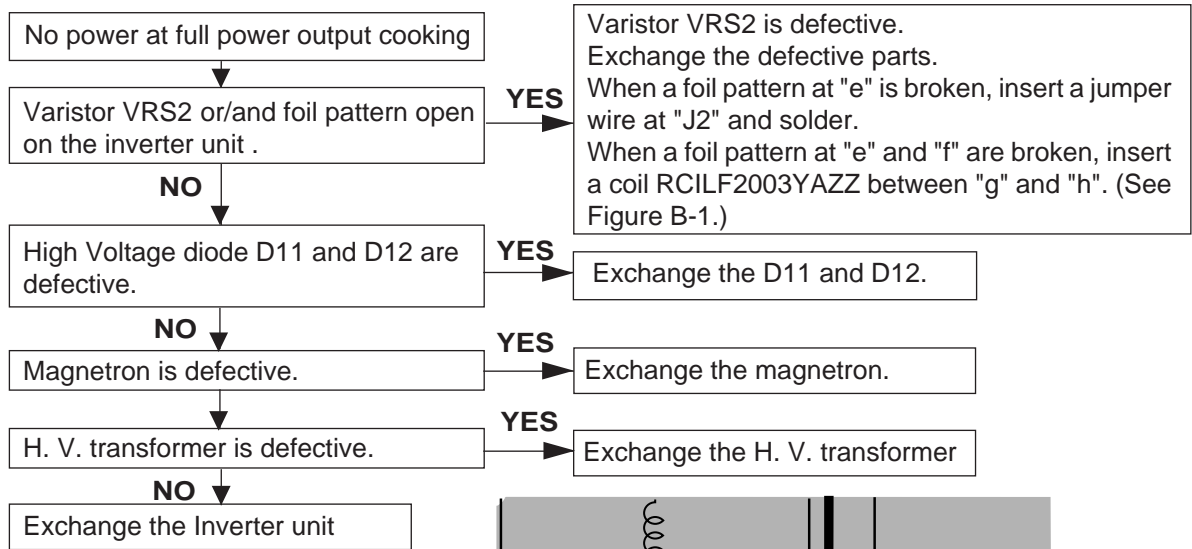 No power at full power output cooking
Varistor VRS2 or/and foil pattern open
on the inverter unit .
YES
Varistor VRS2 is defective.
Exchange the defective parts.
When a foil pattern at "e" is broken, insert a jumper
wire at "J2" and solder.
When a foil pattern at "e" and "f" are broken, insert
a coil RCILF2003YAZZ between "g" and "h". (See
Figure B-1.)
NO
High Voltage diode D11 and D12 are
defective.
YES
Exchange the D11 and D12.
NO
Magnetron is defective.
YES
Exchange the magnetron.
H. V. transformer is defective.
YES
Exchange the H. V. transformer
NO
Exchange the Inverter unit